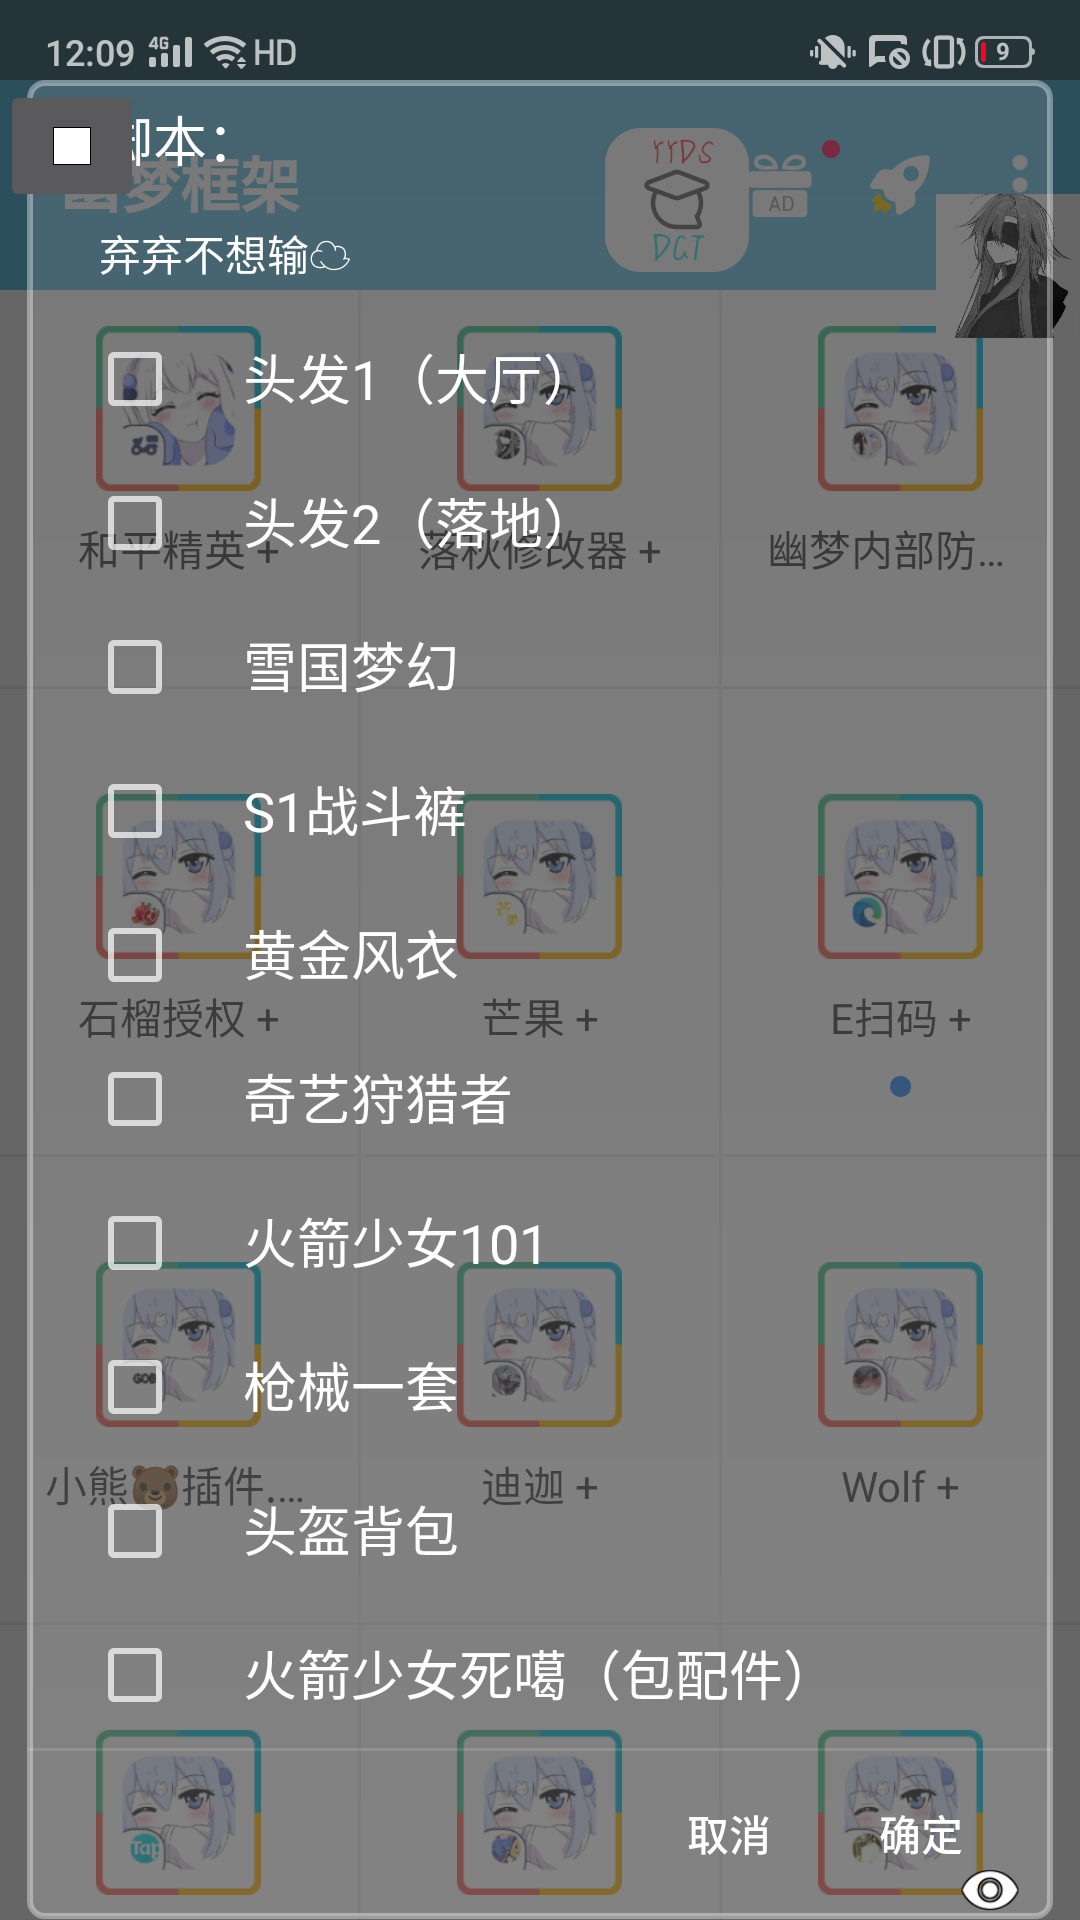 12:09 4G HD 9
脚本：
幽梦框架
YYDS
DGT
AD
弃弃不想输
头发1（大厅）
头发2（落地）
和平精英 +
落秋修改器 +
幽梦内部防...
雪国梦幻
S1战斗裤
黄金风衣
石榴授权 +
芒果
芒果 +
E扫码 +
奇艺狩猎者
火箭少女101
枪械一套
小熊🐻插件....
迪迦 +
Wolf +
头盔背包
火箭少女死噶（包配件）
Tap
取消
确定